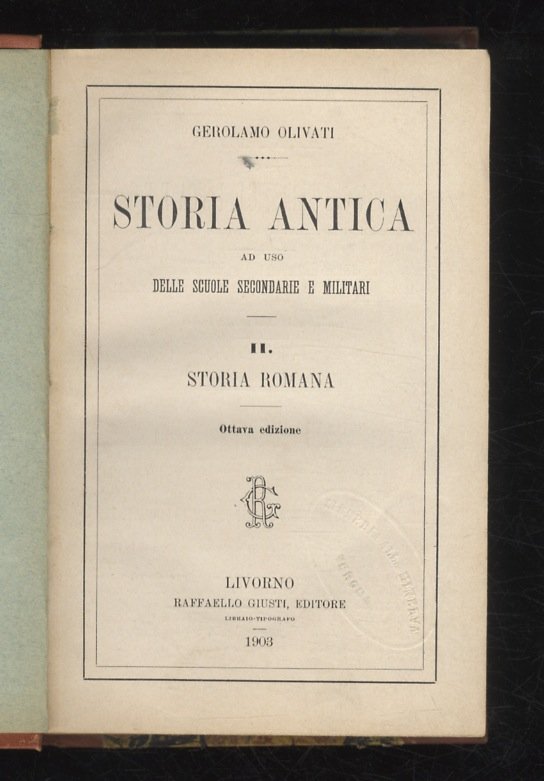 GEROLAMO OLIVATI
STORIA ANTICA
AD USO
DELLE SCUOLE SECONDARIE E MILITARI
II.
STORIA ROMANA
Ottava edizione
RG
LIVORNO
RAFFAELLO GIUSTI, EDITORE
LIBRAIO-TIPOGRAFO
1903